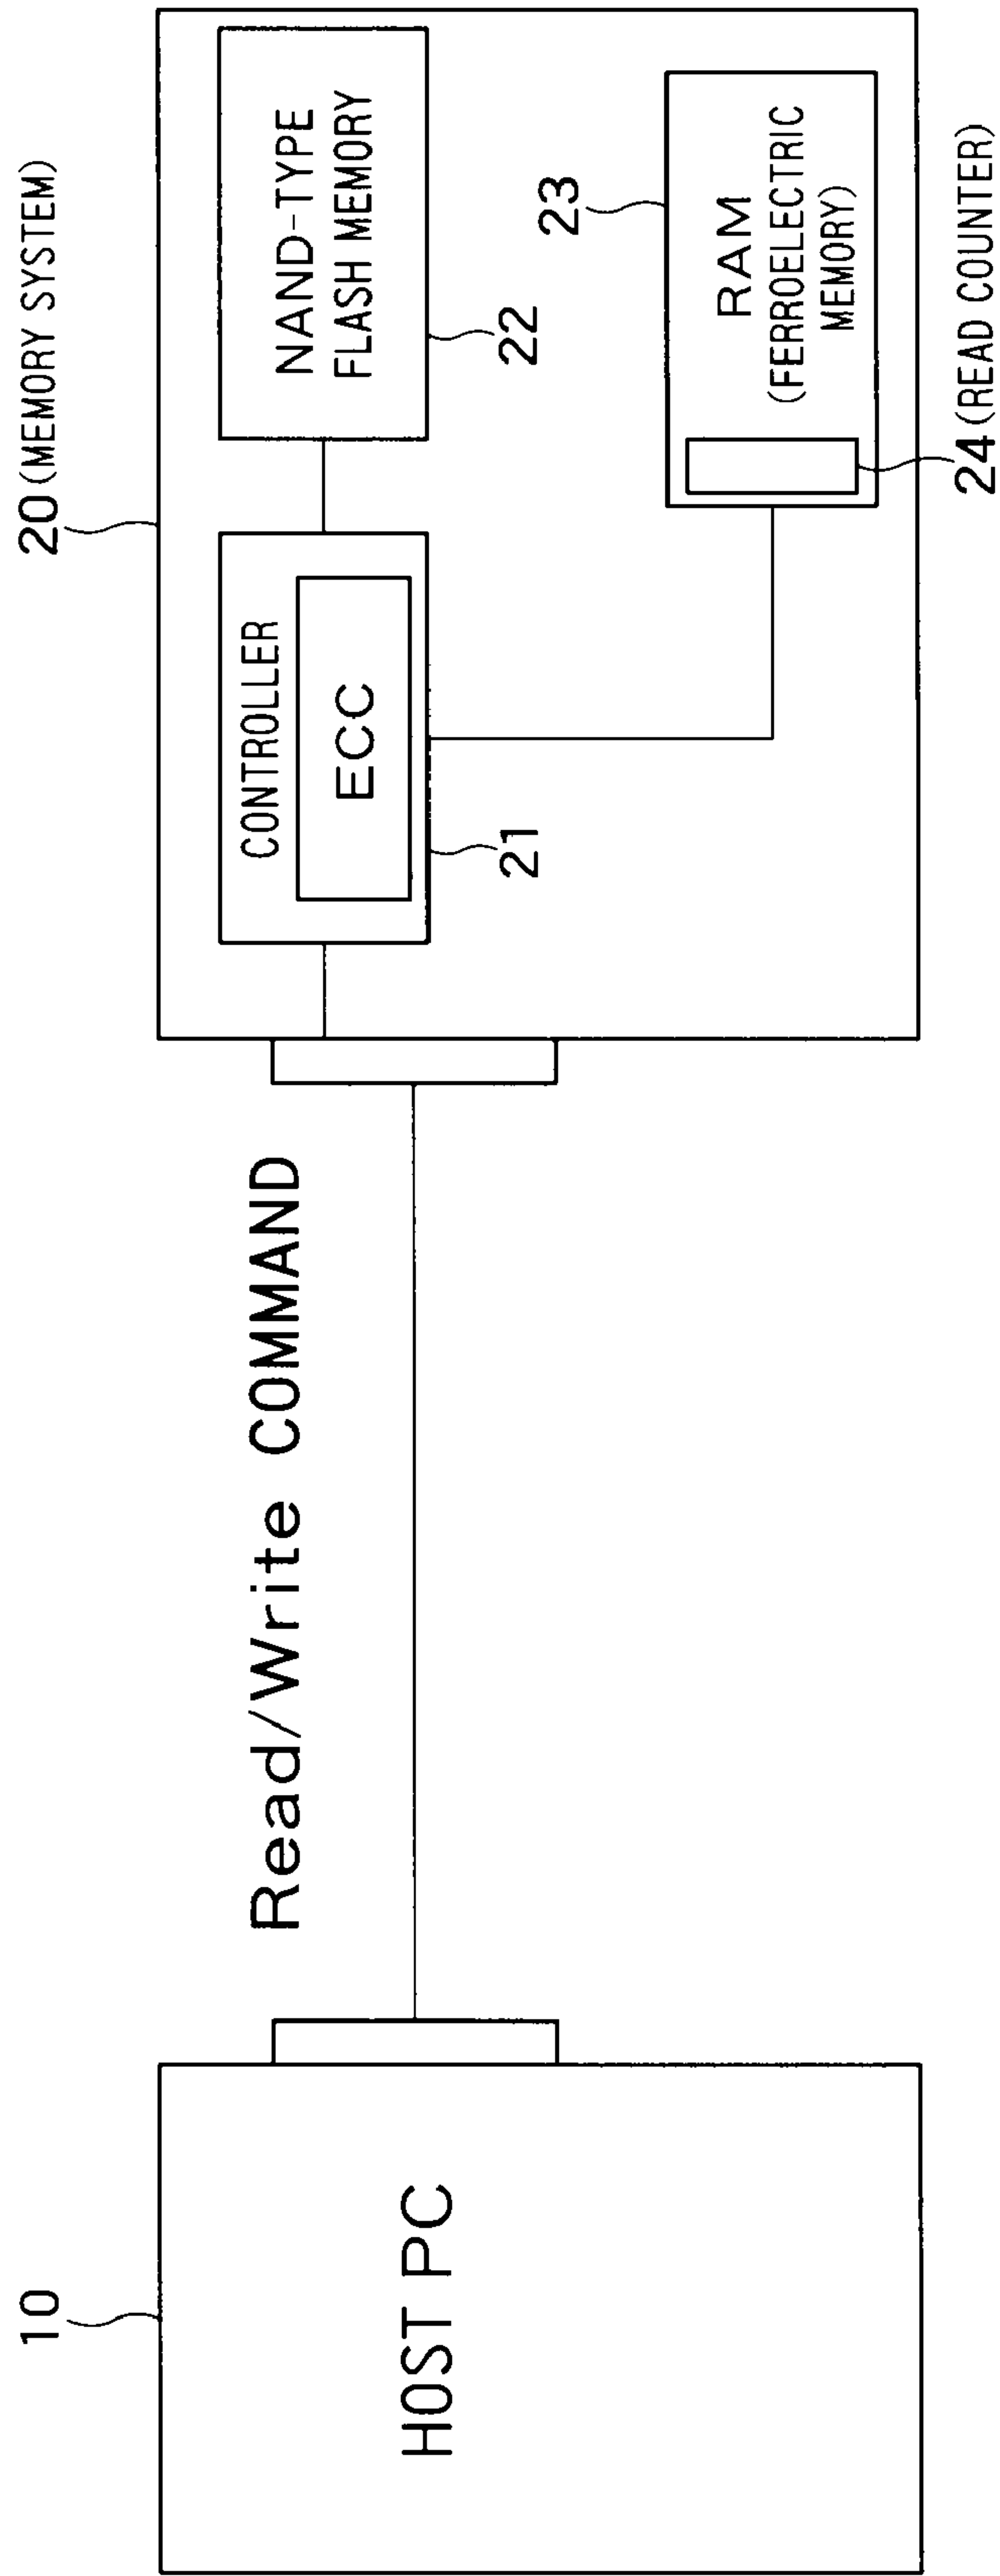 10
HOST PC
Read/Write COMMAND
20 (MEMORY SYSTEM)
CONTROLLER
ECC
21
NAND-TYPE
FLASH MEMORY
22
23
RAM
(FERROELECTRIC
MEMORY)
24 (READ COUNTER)